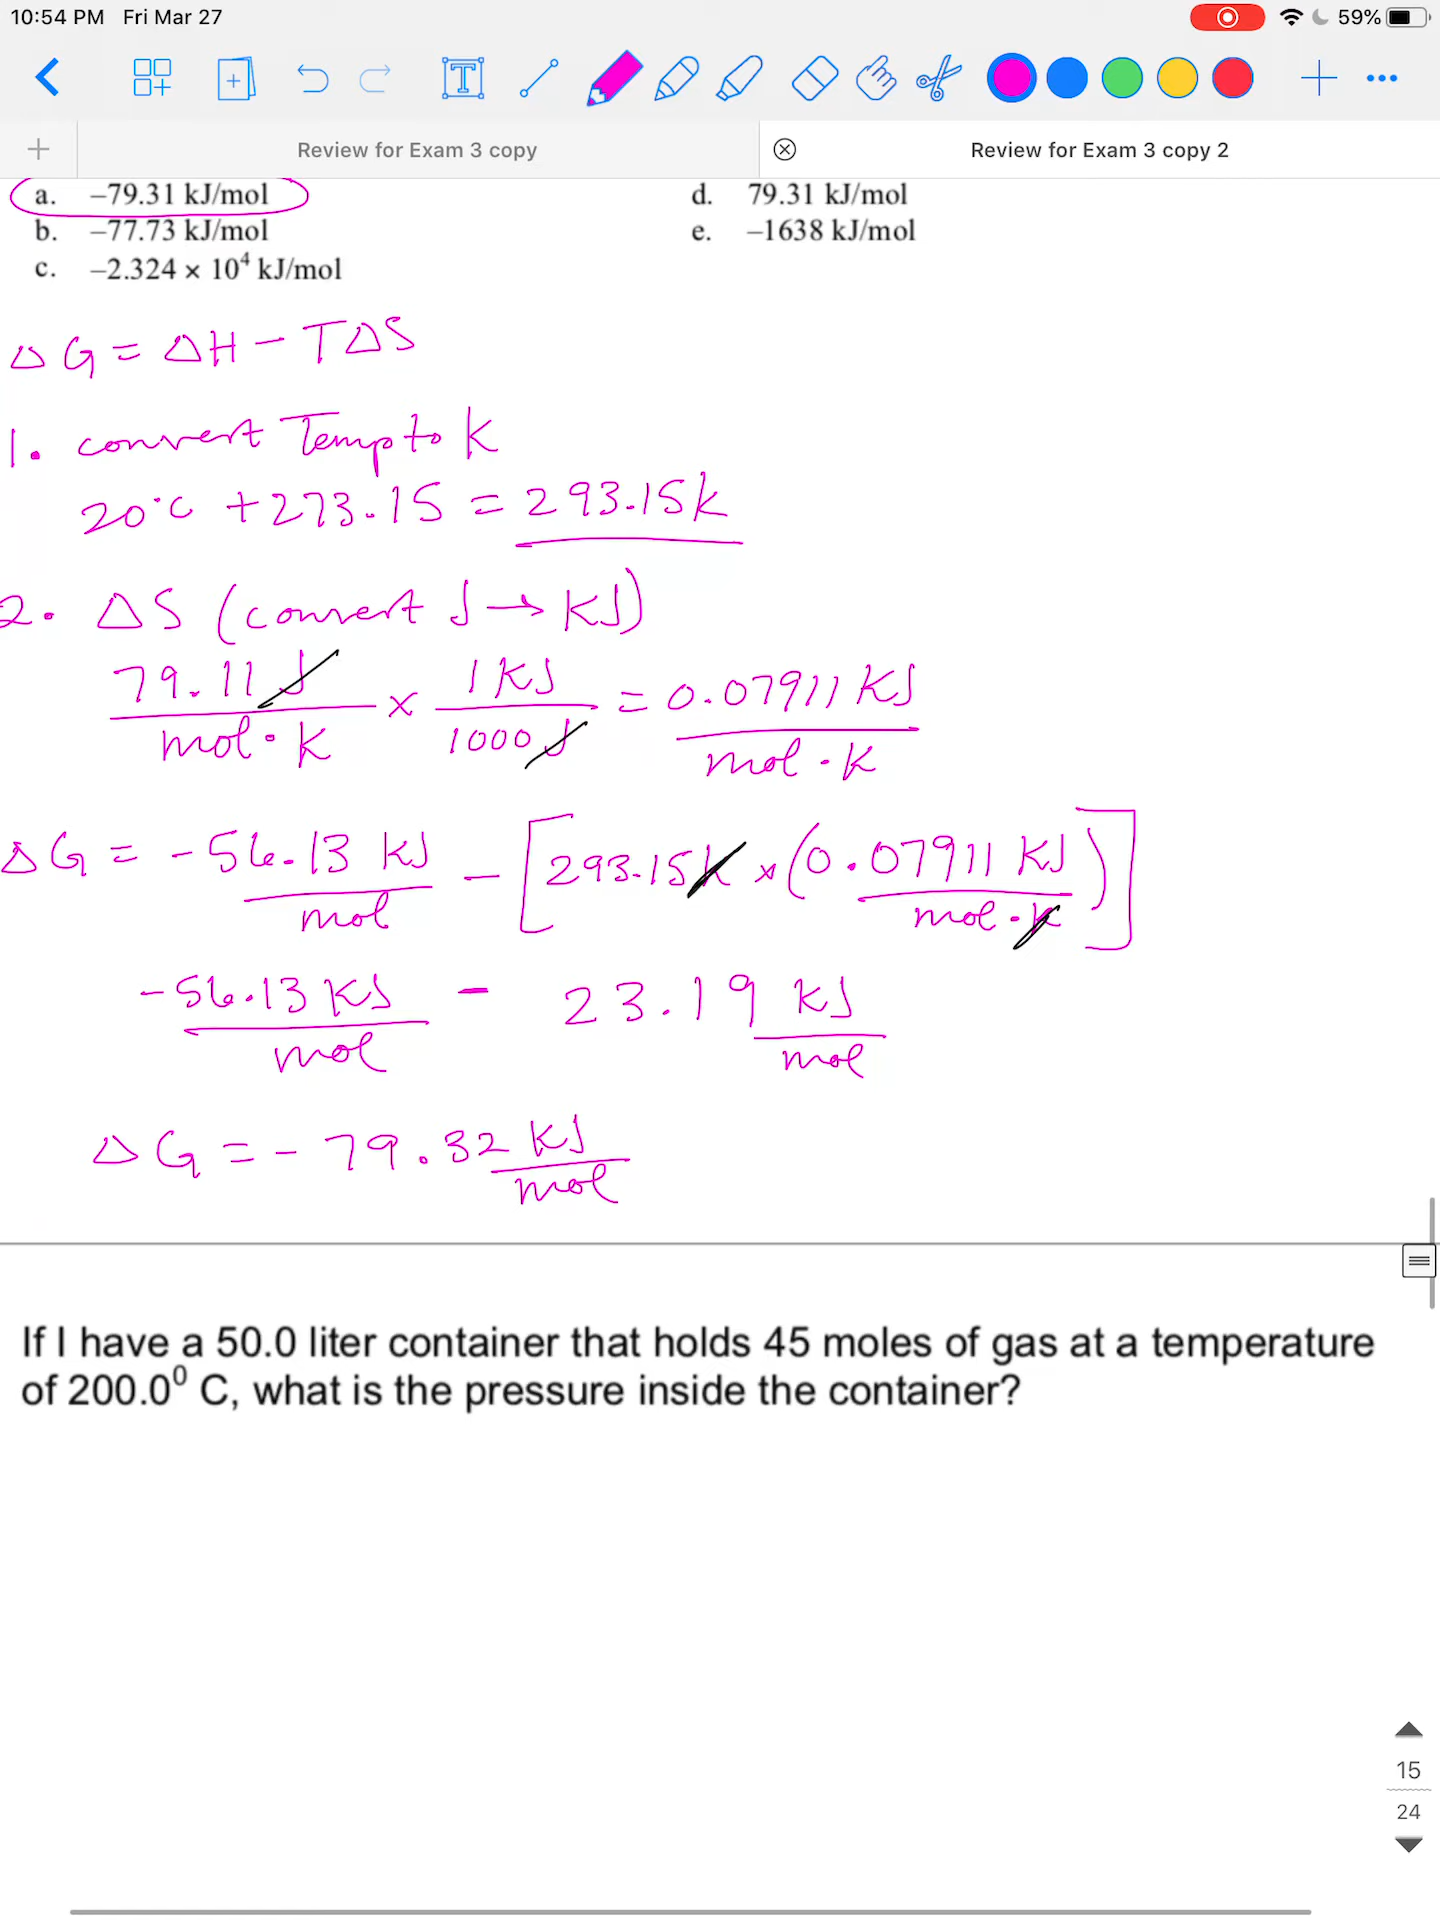 10:54 PM Fri Mar 27 59%
Review for Exam 3 copy Review for Exam 3 copy 2
a. –79.31 kJ/mol d. 79.31 kJ/mol
b. –77.73 kJ/mol e. –1638 kJ/mol
c. –2.324 × 10⁴ kJ/mol
ΔG = ΔH - TΔS
1. convert Temp to K
20°C + 273.15 = 293.15K
2. ΔS (convert J → KJ)
79.11 J / mol·K × 1 KJ / 1000 J = 0.07911 KJ / mol·K
ΔG = -56.13 KJ / mol - [293.15K × (0.07911 KJ / mol·K)]
-56.13 KJ / mol - 23.19 KJ / mol
ΔG = -79.32 KJ / mol
If I have a 50.0 liter container that holds 45 moles of gas at a temperature
of 200.0⁰ C, what is the pressure inside the container?
15
24